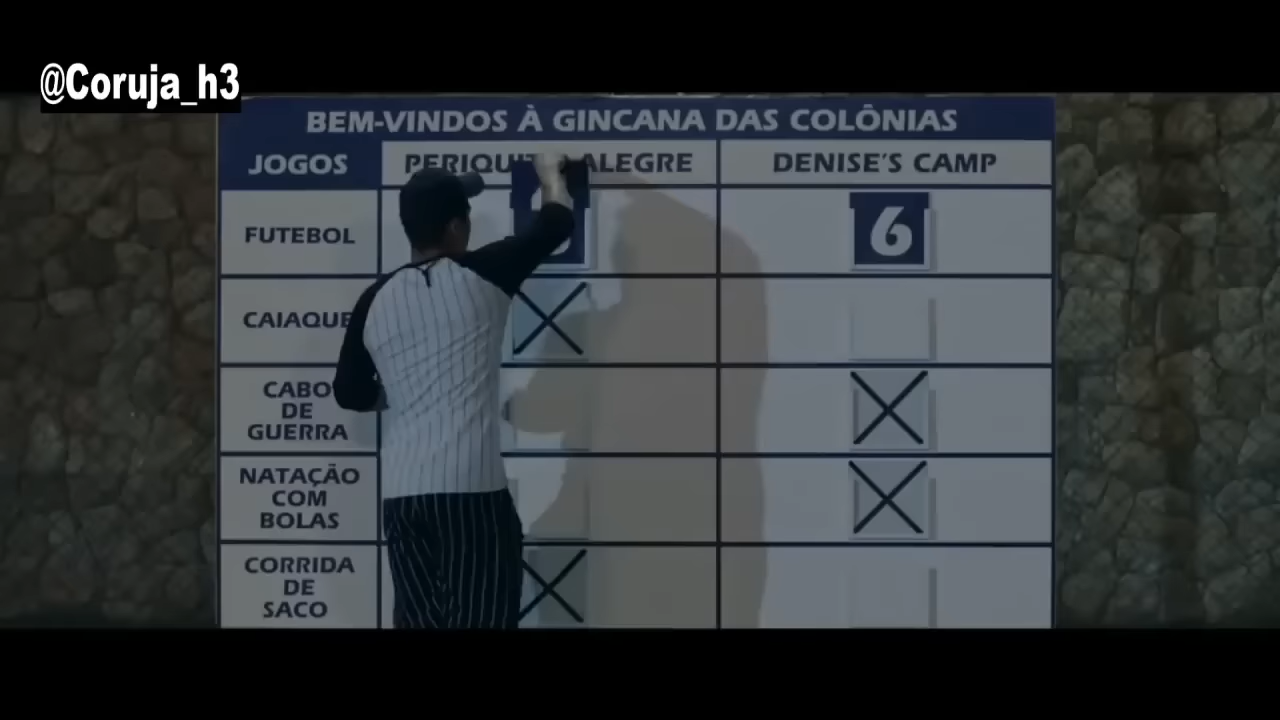 @Coruja_h3
BEM-VINDOS À GINCANA DAS COLÔNIAS
JOGOS
ALEGRE
DENISE'S CAMP
FUTEBOL
6
CAIAQUE
X
CABO
DE
GUERRA
X
NATAÇÃO
COM
BOLAS
X
CORRIDA
DE
SACO
X